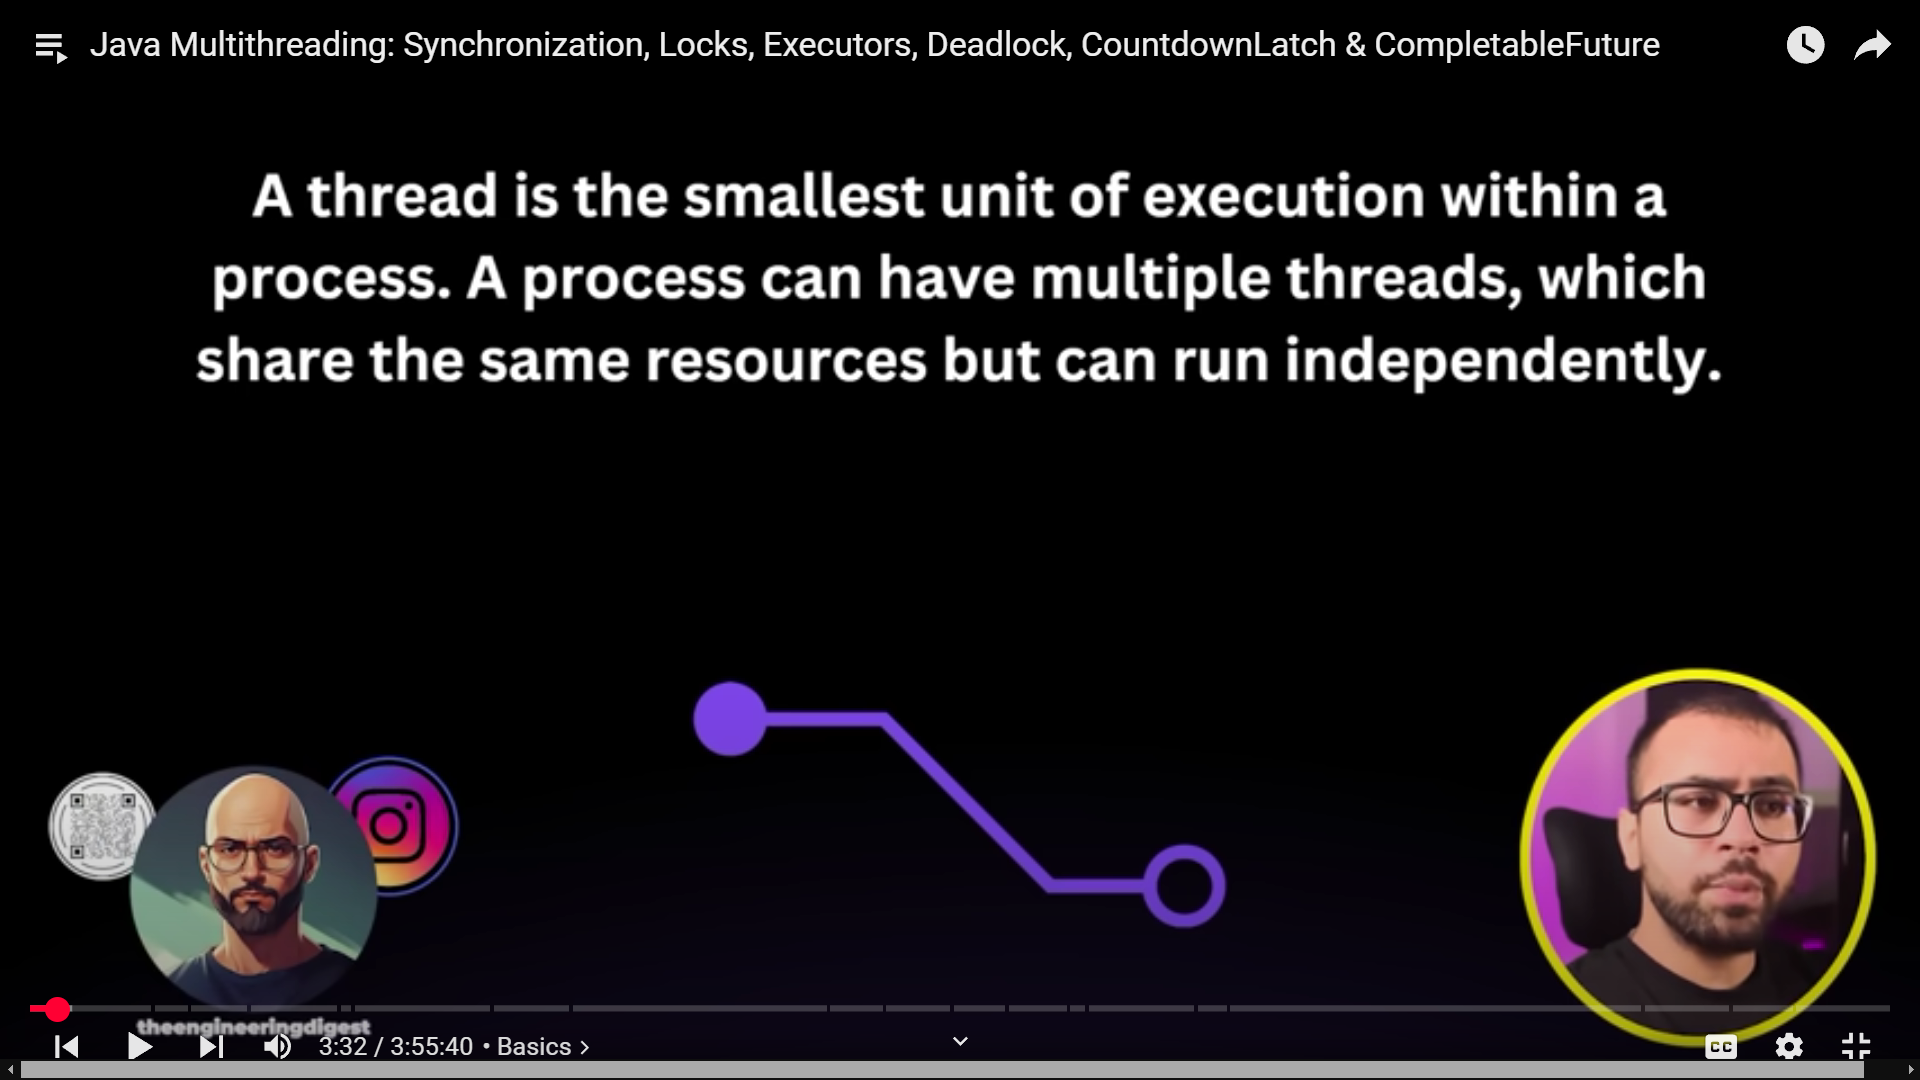 Java Multithreading: Synchronization, Locks, Executors, Deadlock, CountdownLatch & CompletableFuture
A thread is the smallest unit of execution within a
process. A process can have multiple threads, which
share the same resources but can run independently.
theengineeringdigest
3:32 / 3:55:40 • Basics >
CC